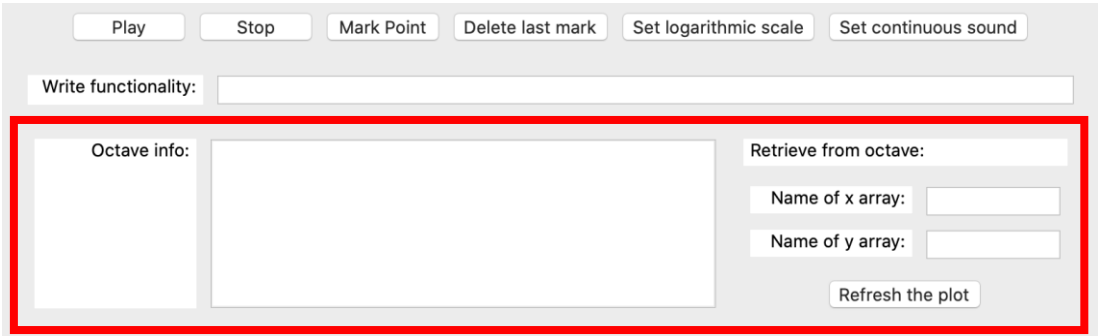 Play Stop Mark Point Delete last mark Set logarithmic scale Set continuous sound
Write functionality:
Octave info: Retrieve from octave:
Name of x array:
Name of y array:
Refresh the plot